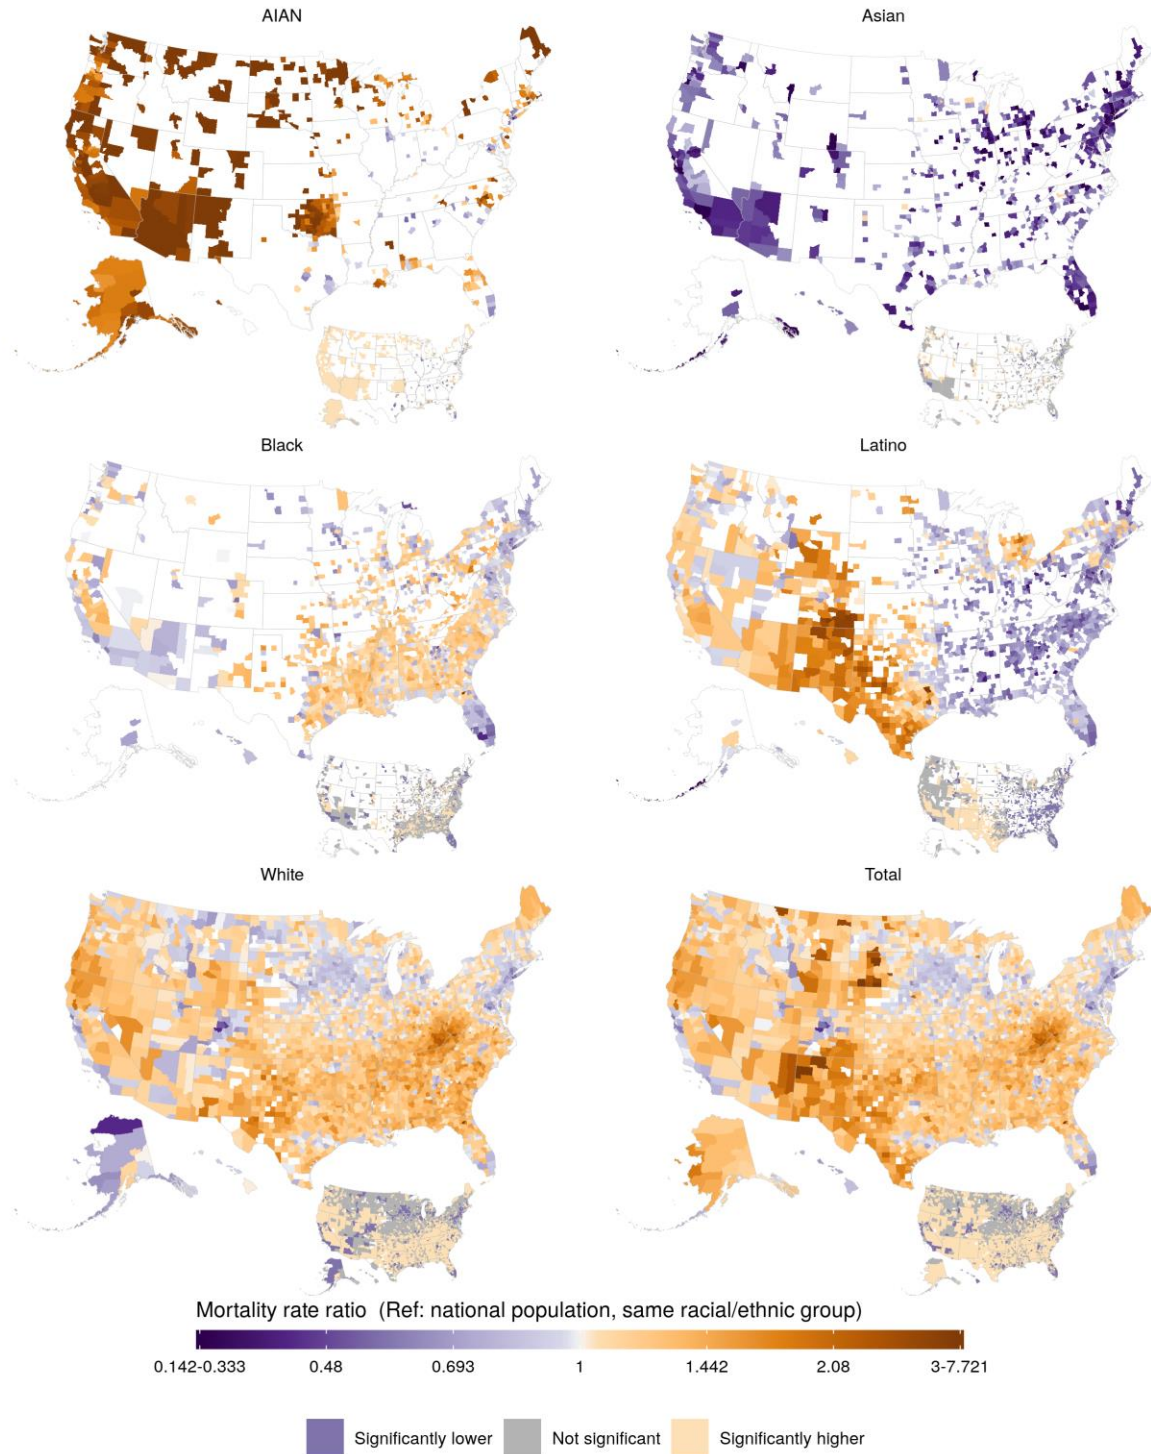 AIAN
Asian
Black
Latino
White
Total
Mortality rate ratio (Ref: national population, same racial/ethnic group)
0.142-0.333 0.48 0.693 1 1.442 2.08 3-7.721
Significantly lower Not significant Significantly higher